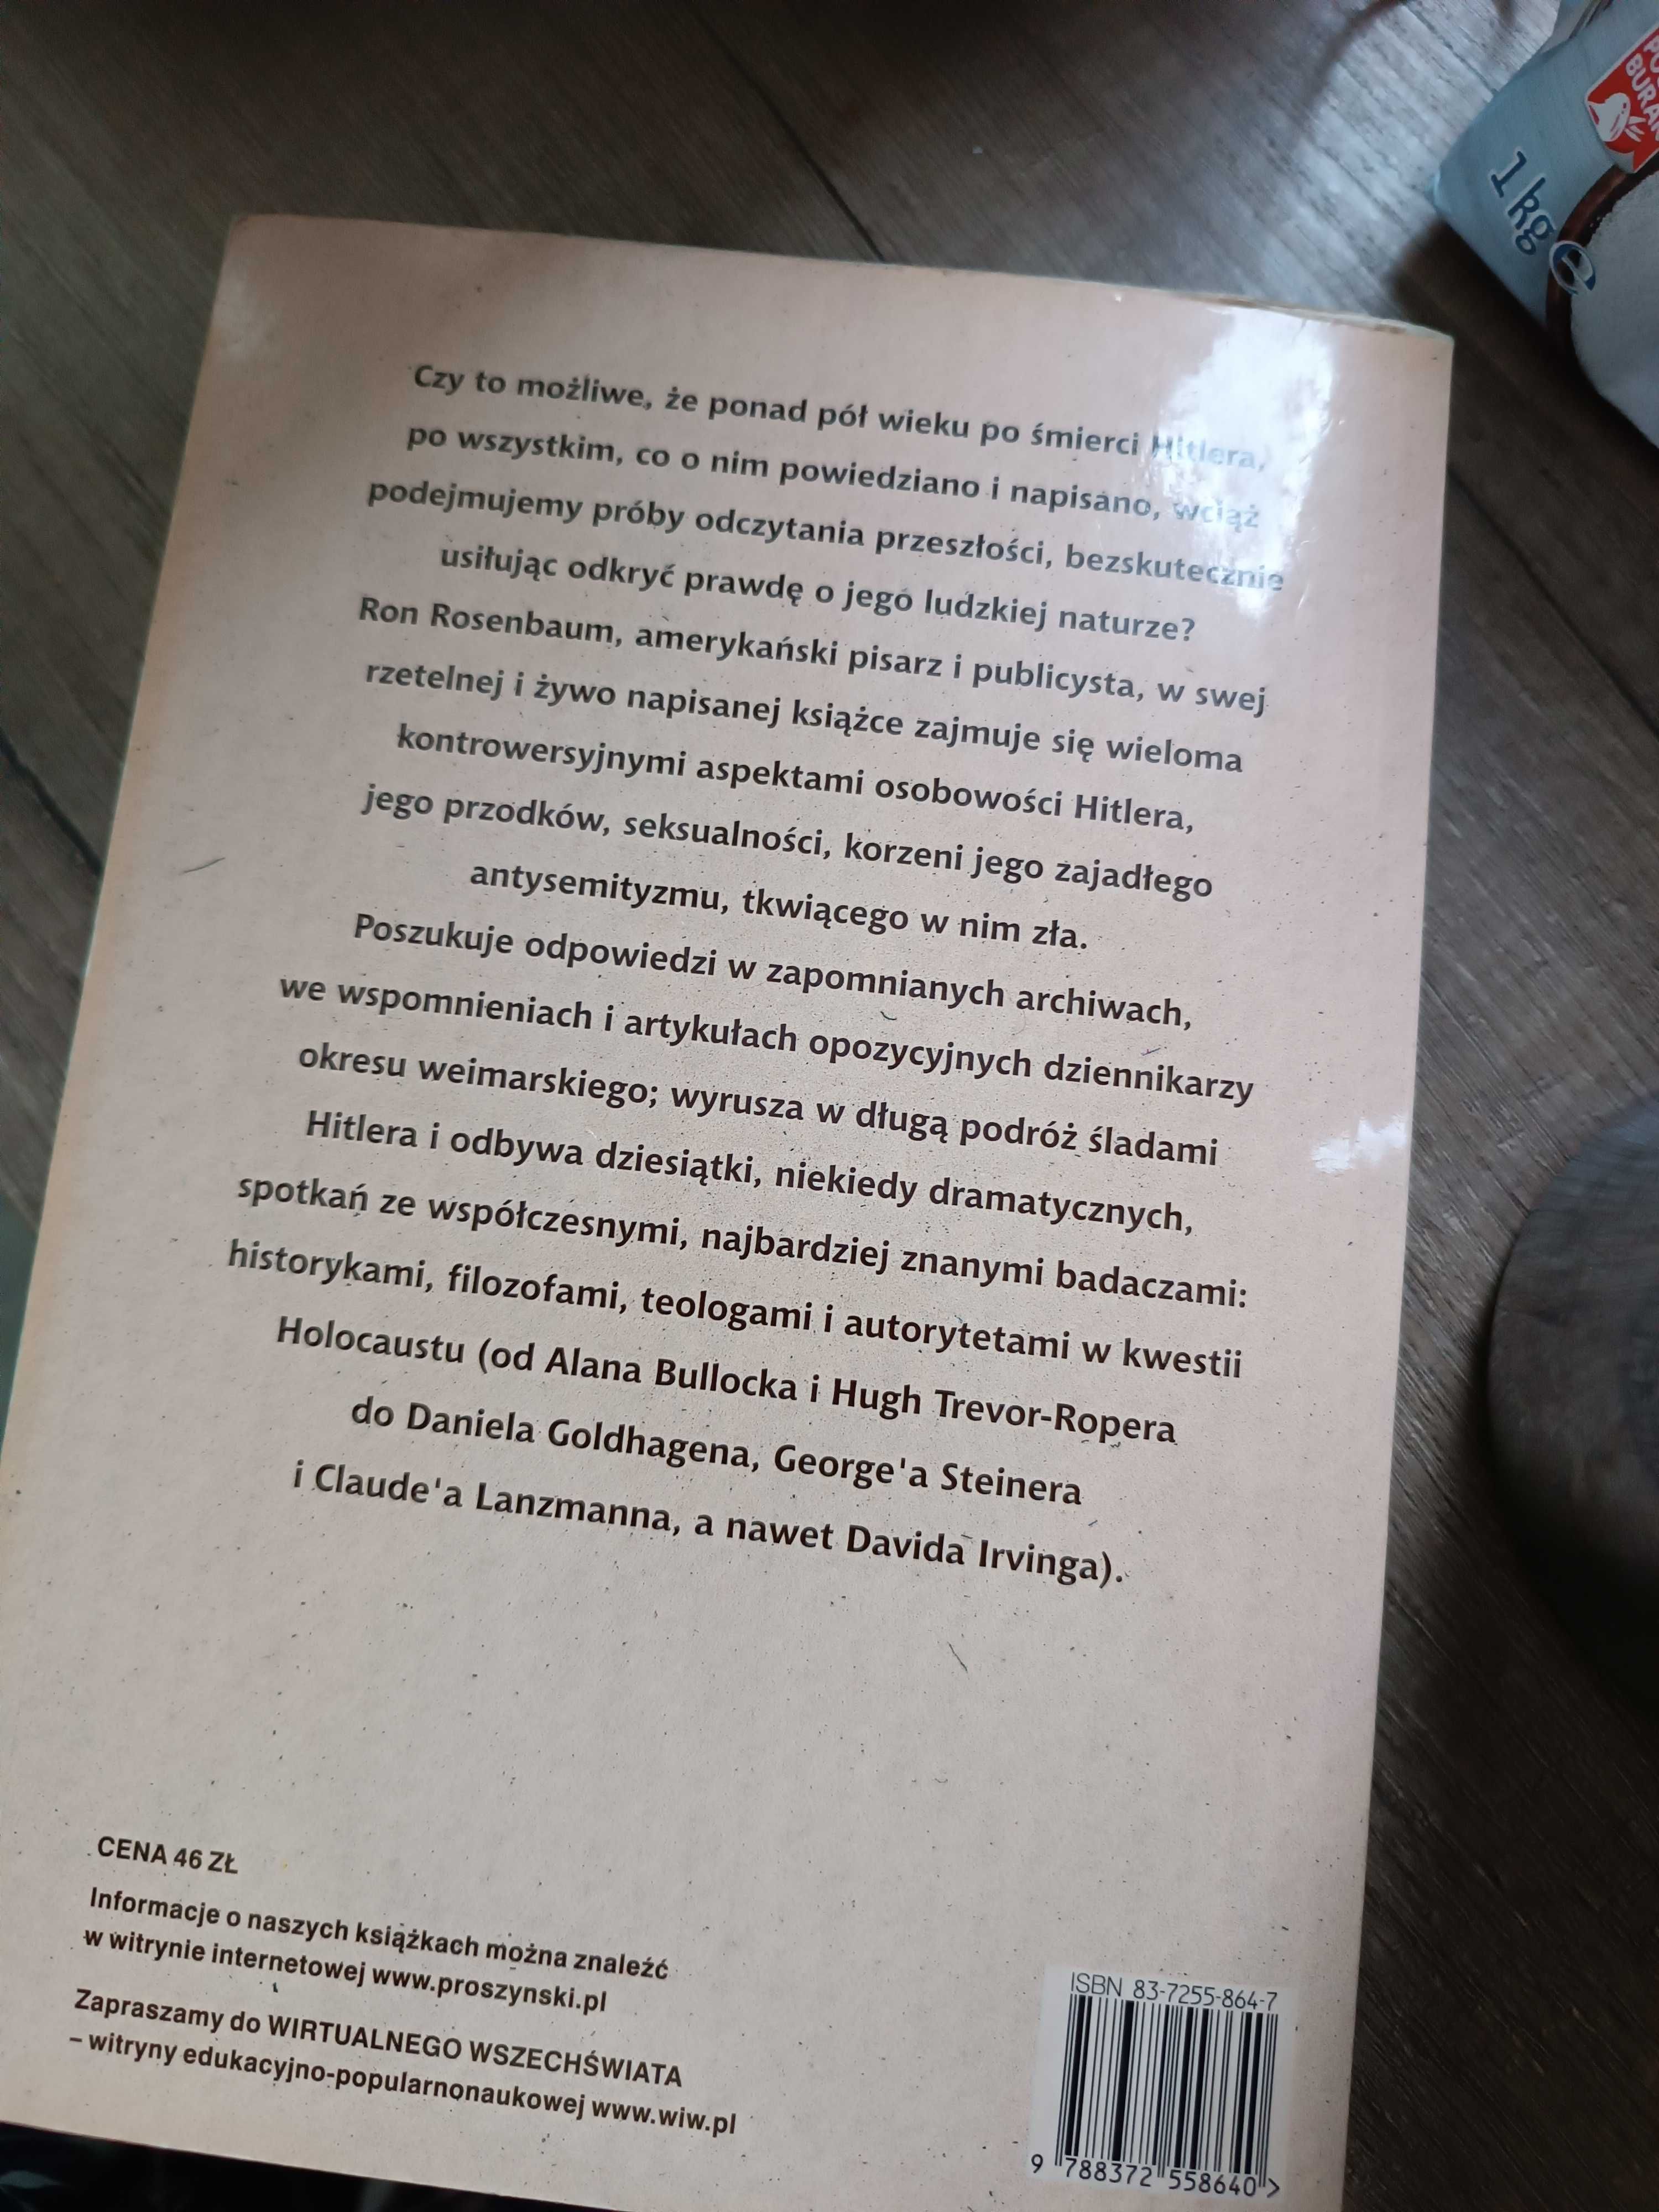 Czy to możliwe, że ponad pół wieku po śmierci Hitlera,
po wszystkim, co o nim powiedziano i napisano, wciąż
podejmujemy próby odczytania przeszłości, bezskutecznie
usiłując odkryć prawdę o jego ludzkiej naturze?
Ron Rosenbaum, amerykański pisarz i publicysta, w swej
rzetelnej i żywo napisanej książce zajmuje się wieloma
kontrowersyjnymi aspektami osobowości Hitlera,
jego przodków, seksualności, korzeni jego zajadłego
antysemityzmu, tkwiącego w nim zła.
Poszukuje odpowiedzi w zapomnianych archiwach,
we wspomnieniach i artykułach opozycyjnych dziennikarzy
okresu weimarskiego; wyrusza w długą podróż śladami
Hitlera i odbywa dziesiątki, niekiedy dramatycznych,
spotkań ze współczesnymi, najbardziej znanymi badaczami:
historykami, filozofami, teologami i autorytetami w kwestii
Holocaustu (od Alana Bullocka i Hugh Trevor-Ropera
do Daniela Goldhagena, George'a Steinera
i Claude'a Lanzmanna, a nawet Davida Irvinga).
CENA 46 ZŁ
Informacje o naszych książkach można znaleźć
w witrynie internetowej www.proszynski.pl
Zapraszamy do WIRTUALNEGO WSZECHŚWIATA
– witryny edukacyjno-popularnonaukowej www.wiw.pl
ISBN 83-7255-864-7
9 788372 558640 >
1 kg e